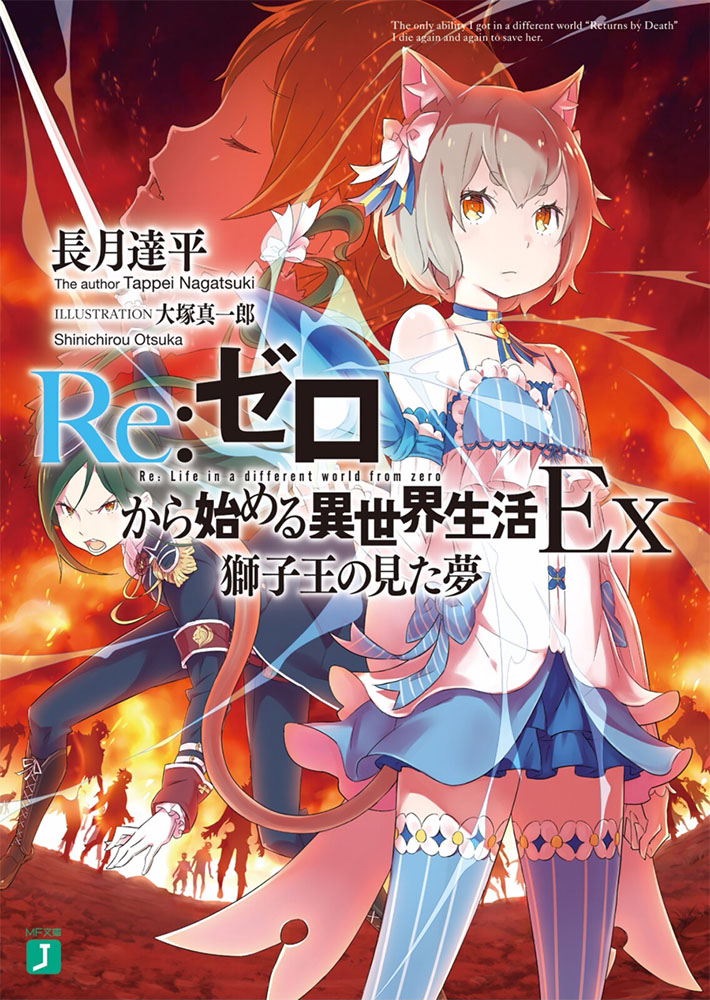 The only ability I got in a different world “Returns by Death”
I die again and again to save her.
長月達平
The author Tappei Nagatsuki
ILLUSTRATION 大塚真一郎
Shinichirou Otsuka
Re:ゼロ
Re: Life in a different world from zero
から始める異世界生活 Ex
獅子王の見た夢
MF文庫
J